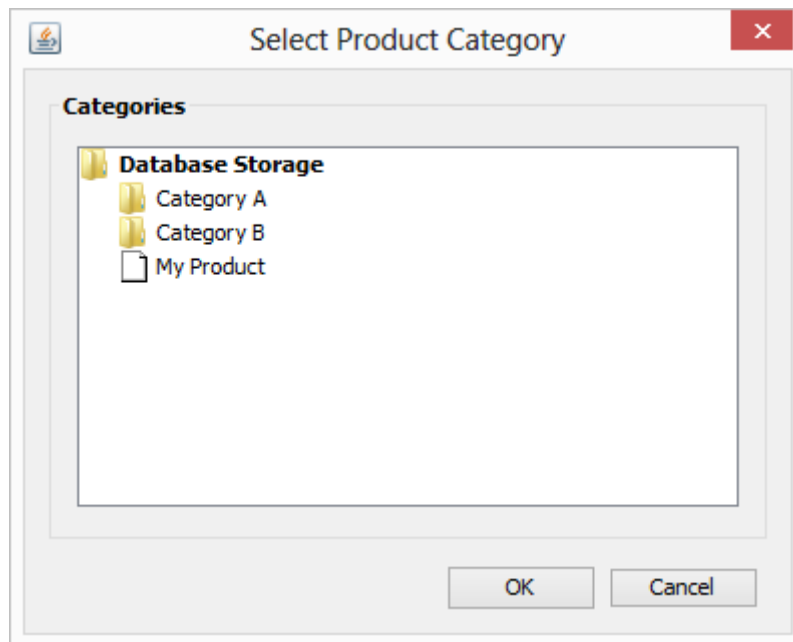 Select Product Category
Categories
Database Storage
Category A
Category B
My Product
OK Cancel